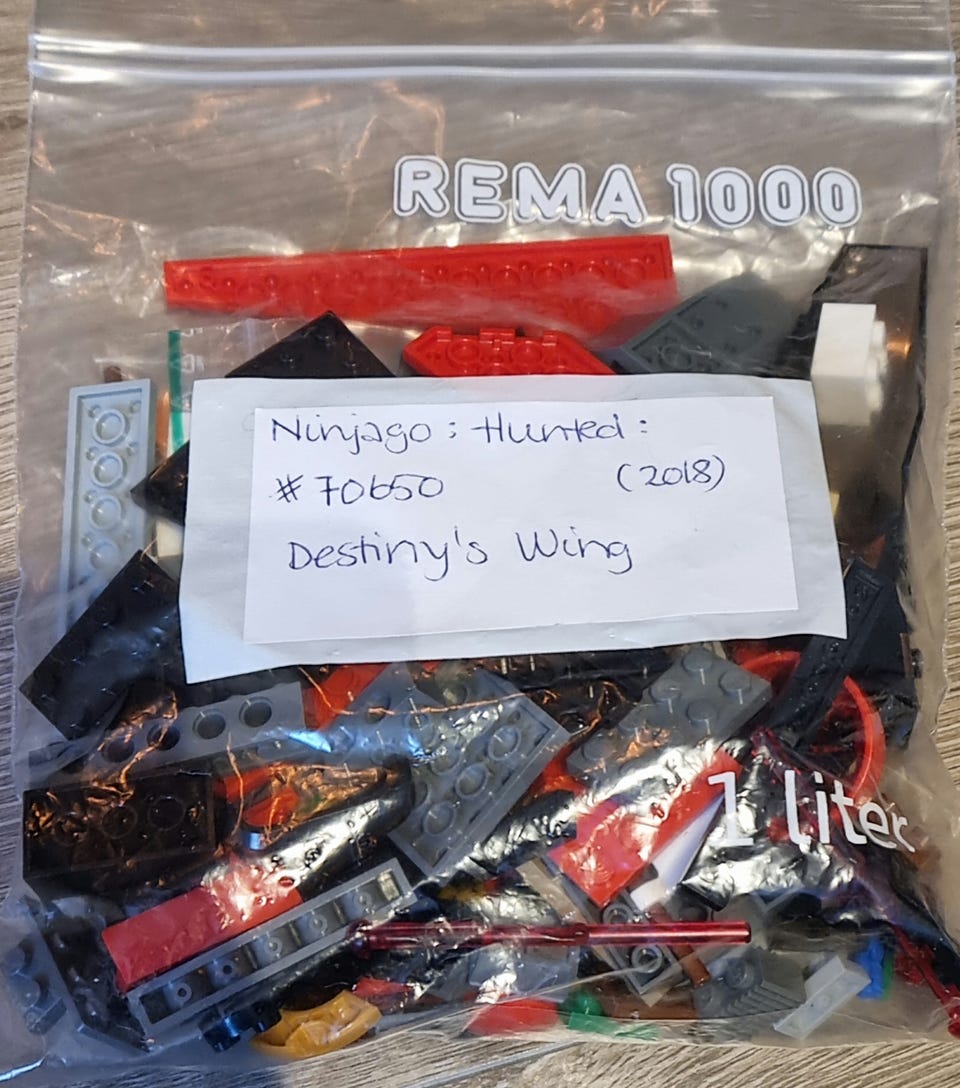 REMA 1000
Ninjago : Hunted :
#70650 (2018)
Destiny's Wing
1 liter